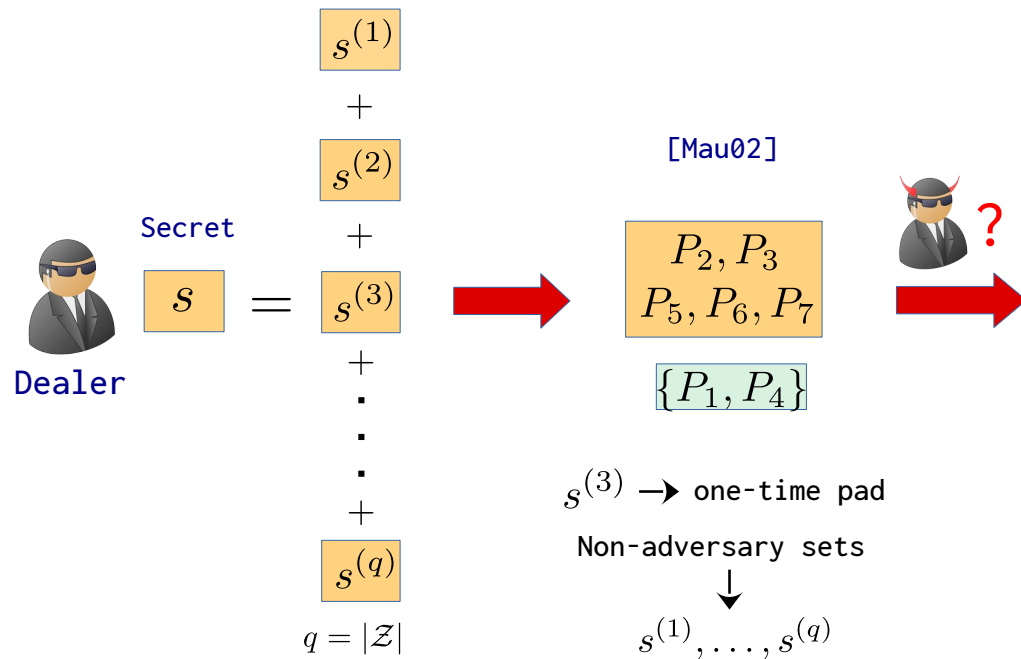 s^{(1)}
+
s^{(2)}
+
Secret
s = s^{(3)}
Dealer
+
.
.
.
+
s^{(q)}
q = |𝒵|
[Mau02]
?
P_2, P_3
P_5, P_6, P_7
{P_1, P_4}
s^{(3)} → one-time pad
Non-adversary sets
↓
s^{(1)}, . . . , s^{(q)}